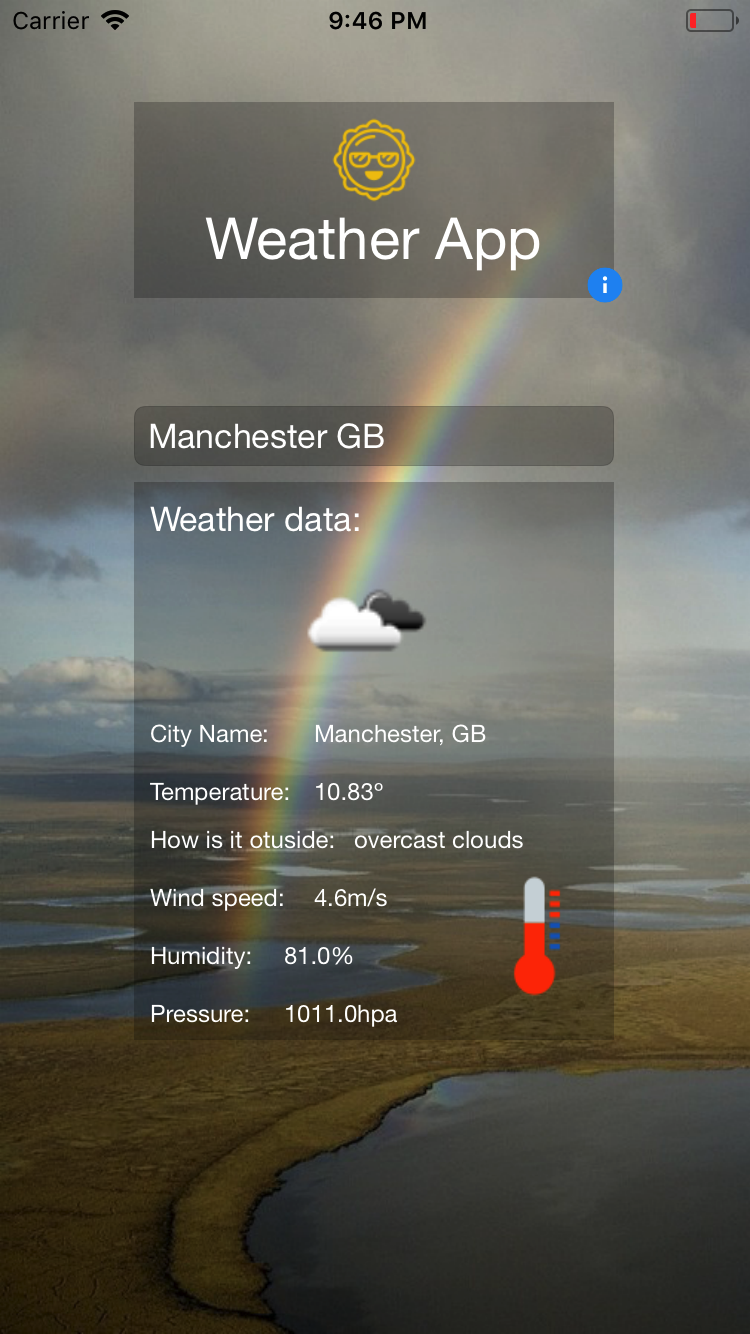 Carrier 9:46 PM
Weather App
i
Manchester GB
Weather data:
City Name: Manchester, GB
Temperature: 10.83º
How is it otuside: overcast clouds
Wind speed: 4.6m/s
Humidity: 81.0%
Pressure: 1011.0hpa